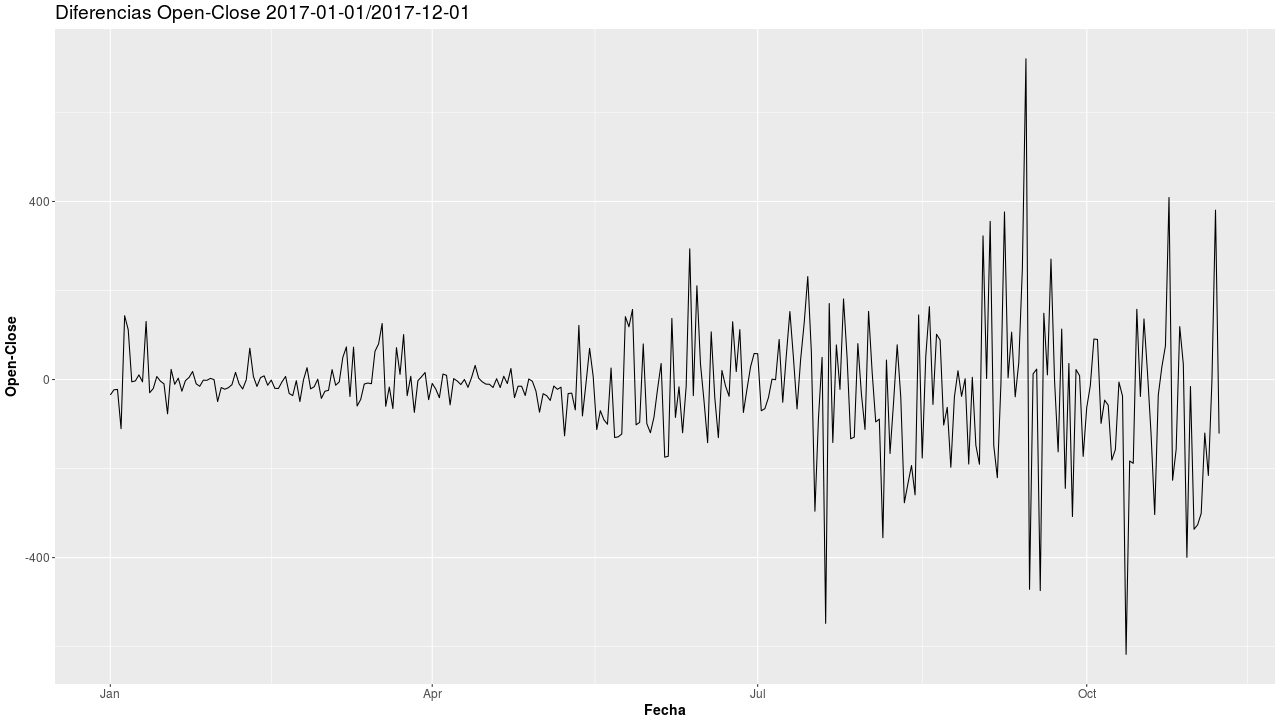 Diferencias Open-Close 2017-01-01/2017-12-01
Open-Close
400
0
-400
Jan
Apr
Jul
Oct
Fecha